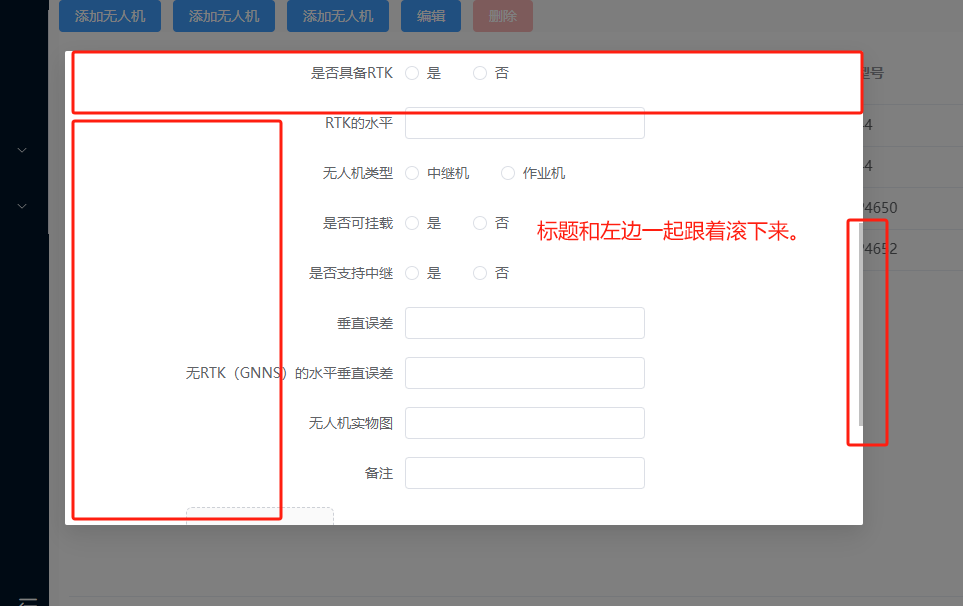 添加无人机 添加无人机 添加无人机 编辑 删除
是否具备RTK 是 否
RTK的水平
无人机类型 中继机 作业机
是否可挂载 是 否
标题和左边一起跟着滚下来。
是否支持中继 是 否
垂直误差
无RTK（GNNS）的水平垂直误差
无人机实物图
备注
号
4
4
4650
4652